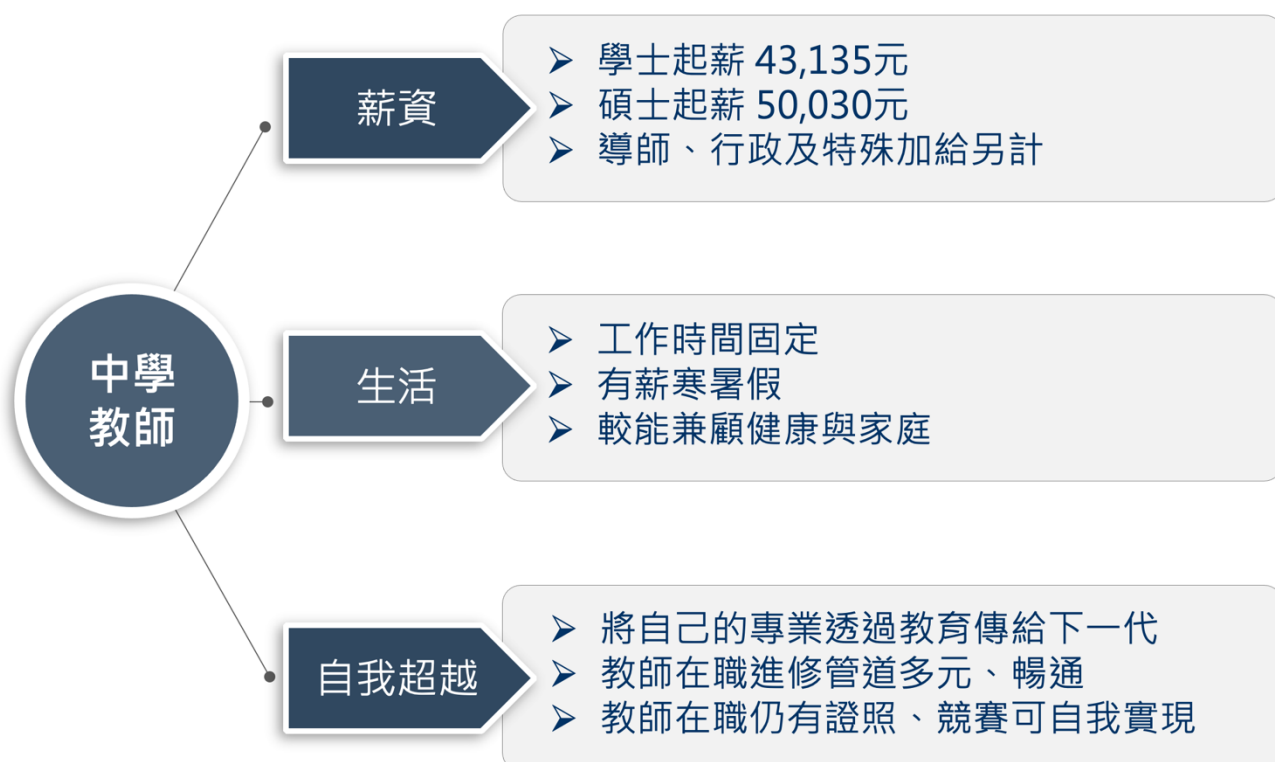 中學
教師
薪資
➢ 學士起薪 43,135元
➢ 碩士起薪 50,030元
➢ 導師、行政及特殊加給另計
生活
➢ 工作時間固定
➢ 有薪寒暑假
➢ 較能兼顧健康與家庭
自我超越
➢ 將自己的專業透過教育傳給下一代
➢ 教師在職進修管道多元、暢通
➢ 教師在職仍有證照、競賽可自我實現